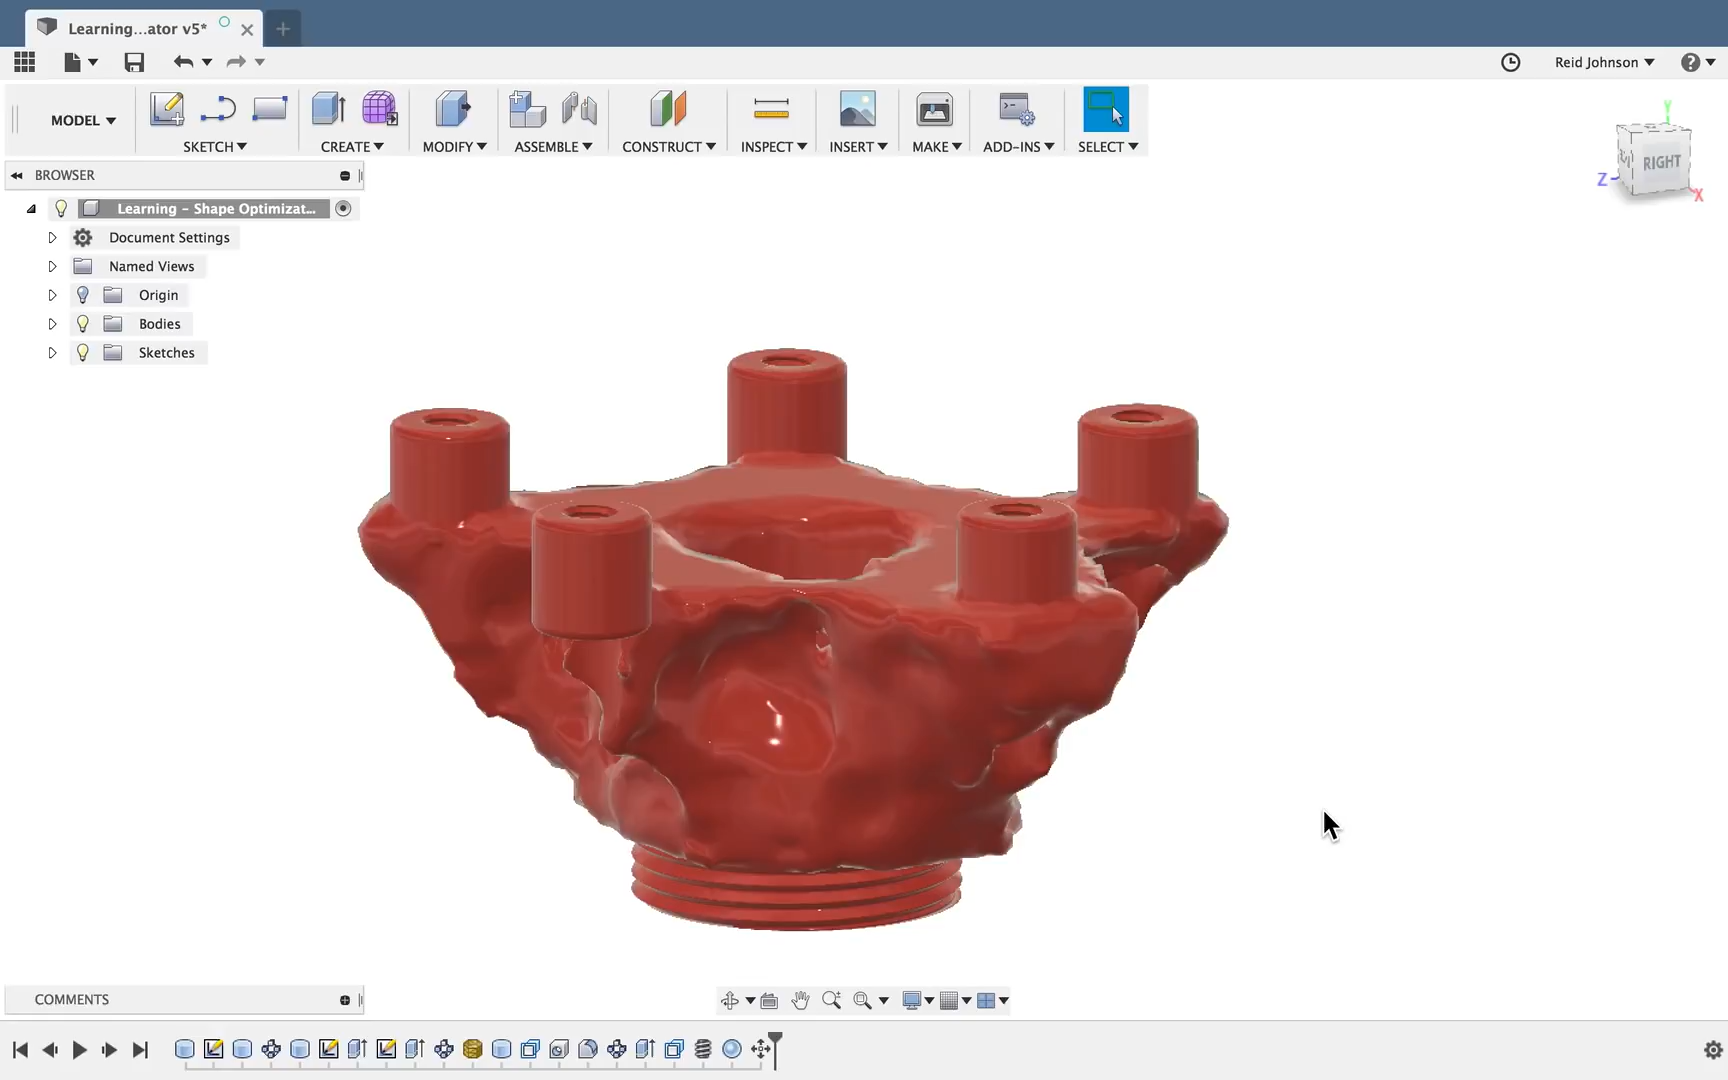 Learning...ator v5*
Reid Johnson
MODEL
SKETCH
CREATE
MODIFY
ASSEMBLE
CONSTRUCT
INSPECT
INSERT
MAKE
ADD-INS
SELECT
Y
RIGHT
Z
X
BROWSER
Learning - Shape Optimizat...
Document Settings
Named Views
Origin
Bodies
Sketches
COMMENTS